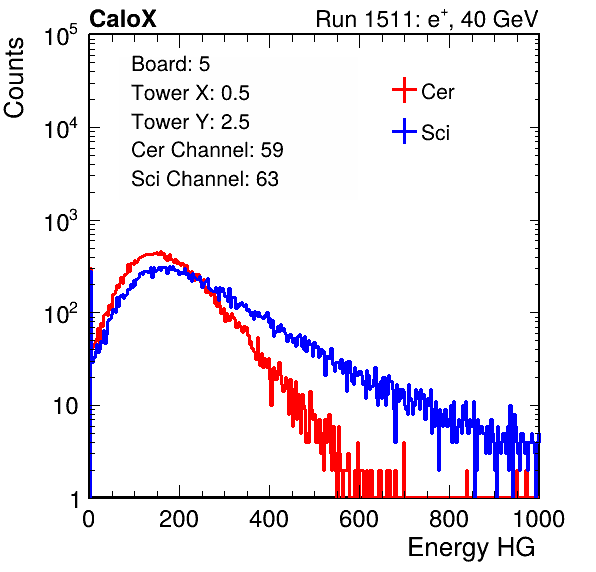 CaloX Run 1511: e⁺, 40 GeV
Counts
Board: 5
Tower X: 0.5
Tower Y: 2.5
Cer Channel: 59
Sci Channel: 63
Cer
Sci
10⁵
10⁴
10³
10²
10
1
0 200 400 600 800 1000
Energy HG